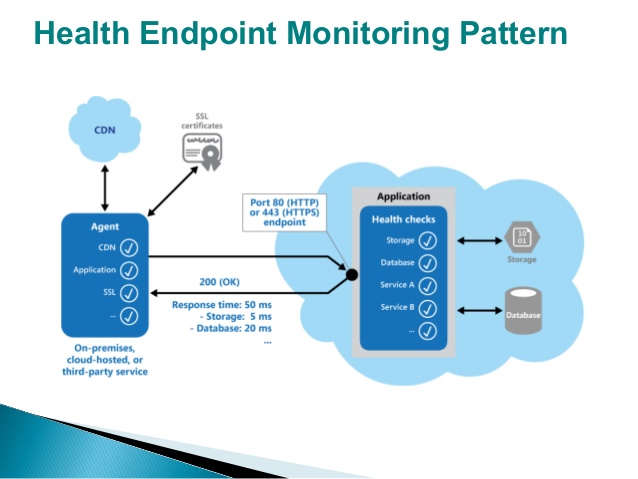 Health Endpoint Monitoring Pattern
CDN
SSL
certificates
Agent
CDN
Application
SSL
...
On-premises,
cloud-hosted, or
third-party service
Port 80 (HTTP)
or 443 (HTTPS)
endpoint
200 (OK)
Response time: 50 ms
- Storage: 5 ms
- Database: 20 ms
...
Application
Health checks
Storage
Database
Service A
Service B
...
10
01
Storage
Database